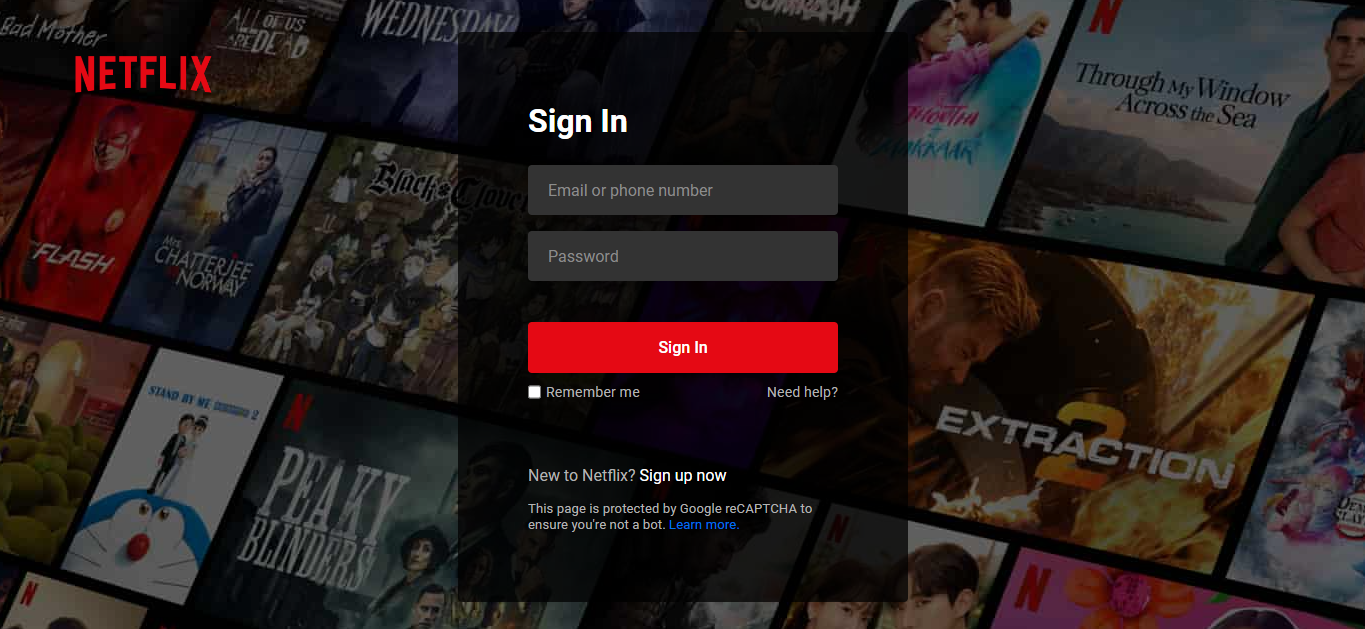 Bad Mother
ALL OF US
ARE DEAD
WEDNESDAY
NETFLIX
Through My Window
Across the Sea
Sign In
Email or phone number
Black Clover
FLASH
Mrs.
CHATTERJEE
NORWAY
Password
Sign In
Remember me
Need help?
STAND BY ME
2
N
PEAKY
BLINDERS
EXTRACTION
2
New to Netflix? Sign up now
This page is protected by Google reCAPTCHA to
ensure you're not a bot. Learn more.
N
N
N
N